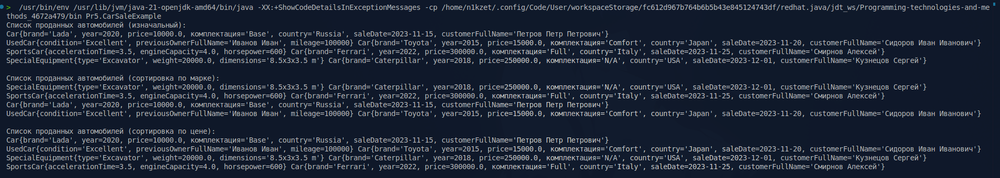 > /usr/bin/env /usr/lib/jvm/java-21-openjdk-amd64/bin/java -XX:+ShowCodeDetailsInExceptionMessages -cp /home/n1kzet/.config/Code/User/workspaceStorage/fc612d967b764b6b5b43e845124743df/redhat.java/jdt_ws/Programming-technologies-and-me
thods_4672a479/bin Pr5.CarSaleExample
Список проданных автомобилей (изначальный):
Car{brand='Lada', year=2020, price=10000.0, комплектация='Base', country='Russia', saleDate=2023-11-15, customerFullName='Петров Петр Петрович'}
UsedCar{condition='Excellent', previousOwnerFullName='Иванов Иван', mileage=100000} Car{brand='Toyota', year=2015, price=15000.0, комплектация='Comfort', country='Japan', saleDate=2023-11-20, customerFullName='Сидоров Иван Иванович'}
SportsCar{accelerationTime=3.5, engineCapacity=4.0, horsepower=600} Car{brand='Ferrari', year=2022, price=300000.0, комплектация='Full', country='Italy', saleDate=2023-11-25, customerFullName='Смирнов Алексей'}
SpecialEquipment{type='Excavator', weight=20000.0, dimensions='8.5x3x3.5 m'} Car{brand='Caterpillar', year=2018, price=250000.0, комплектация='N/A', country='USA', saleDate=2023-12-01, customerFullName='Кузнецов Сергей'}
Список проданных автомобилей (сортировка по марке):
SpecialEquipment{type='Excavator', weight=20000.0, dimensions='8.5x3x3.5 m'} Car{brand='Caterpillar', year=2018, price=250000.0, комплектация='N/A', country='USA', saleDate=2023-12-01, customerFullName='Кузнецов Сергей'}
SportsCar{accelerationTime=3.5, engineCapacity=4.0, horsepower=600} Car{brand='Ferrari', year=2022, price=300000.0, комплектация='Full', country='Italy', saleDate=2023-11-25, customerFullName='Смирнов Алексей'}
Car{brand='Lada', year=2020, price=10000.0, комплектация='Base', country='Russia', saleDate=2023-11-15, customerFullName='Петров Петр Петрович'}
UsedCar{condition='Excellent', previousOwnerFullName='Иванов Иван', mileage=100000} Car{brand='Toyota', year=2015, price=15000.0, комплектация='Comfort', country='Japan', saleDate=2023-11-20, customerFullName='Сидоров Иван Иванович'}
Список проданных автомобилей (сортировка по цене):
Car{brand='Lada', year=2020, price=10000.0, комплектация='Base', country='Russia', saleDate=2023-11-15, customerFullName='Петров Петр Петрович'}
UsedCar{condition='Excellent', previousOwnerFullName='Иванов Иван', mileage=100000} Car{brand='Toyota', year=2015, price=15000.0, комплектация='Comfort', country='Japan', saleDate=2023-11-20, customerFullName='Сидоров Иван Иванович'}
SpecialEquipment{type='Excavator', weight=20000.0, dimensions='8.5x3x3.5 m'} Car{brand='Caterpillar', year=2018, price=250000.0, комплектация='N/A', country='USA', saleDate=2023-12-01, customerFullName='Кузнецов Сергей'}
SportsCar{accelerationTime=3.5, engineCapacity=4.0, horsepower=600} Car{brand='Ferrari', year=2022, price=300000.0, комплектация='Full', country='Italy', saleDate=2023-11-25, customerFullName='Смирнов Алексей'}